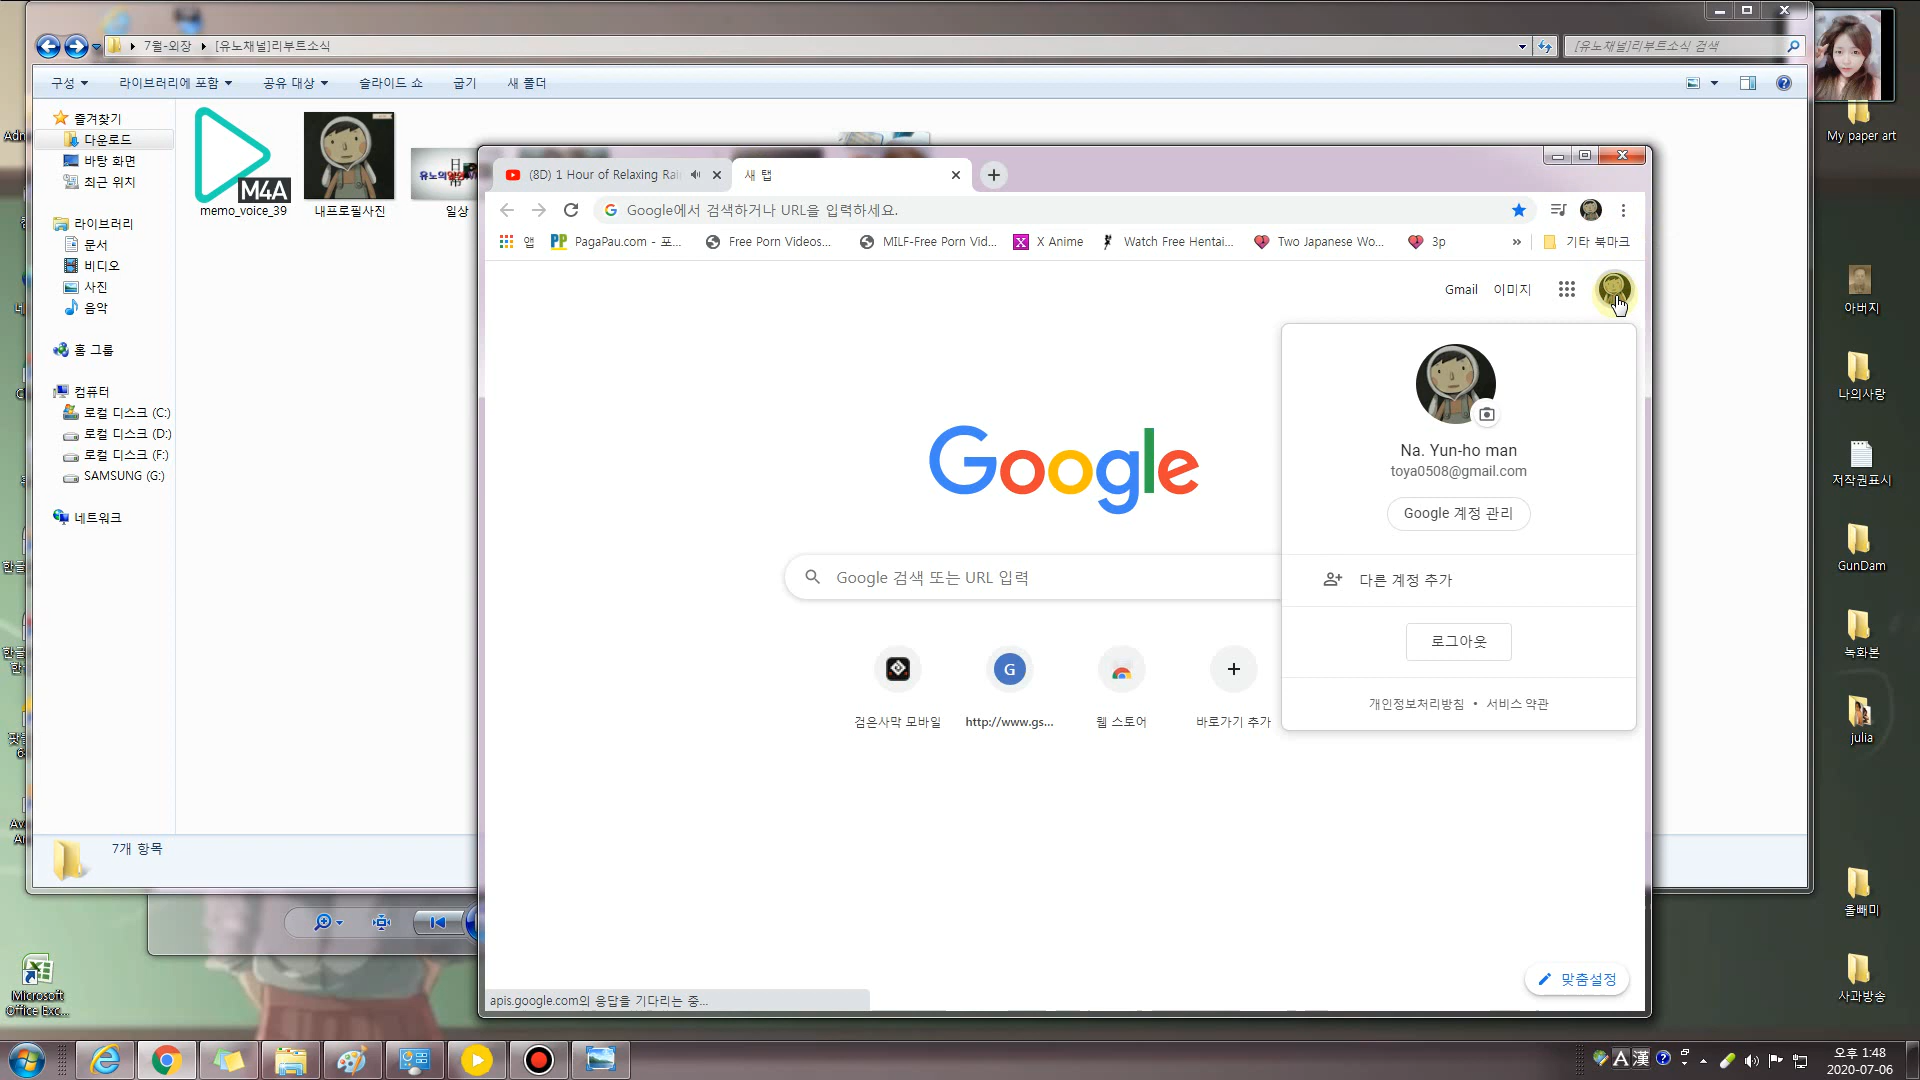 7월-외장 ▸ [유노채널]리부트소식
[유노채널]리부트소식 검색
구성
라이브러리에 포함
공유 대상
슬라이드 쇼
굽기
새 폴더
즐겨찾기
다운로드
바탕 화면
최근 위치
라이브러리
문서
비디오
사진
음악
홈 그룹
컴퓨터
로컬 디스크 (C:)
로컬 디스크 (D:)
로컬 디스크 (F:)
SAMSUNG (G:)
네트워크
M4A
memo_voice_39
내프로필사진
일상
7개 항목
(8D) 1 Hour of Relaxing Rai
새 탭
Google에서 검색하거나 URL을 입력하세요.
앱
PagaPau.com - 포...
Free Porn Videos...
MILF-Free Porn Vid...
X Anime
Watch Free Hentai...
Two Japanese Wo...
3p
»
기타 북마크
Gmail
이미지
Google
Google 검색 또는 URL 입력
검은사막 모바일
G
http://www.gs...
웹 스토어
바로가기 추가
Na. Yun-ho man
toya0508@gmail.com
Google 계정 관리
다른 계정 추가
로그아웃
개인정보처리방침 • 서비스 약관
맞춤설정
apis.google.com의 응답을 기다리는 중...
My paper art
아버지
나의사랑
저작권표시
GunDam
녹화본
julia
올빼미
사과방송
Microsoft
Office Exc...
A 漢
오후 1:48
2020-07-06